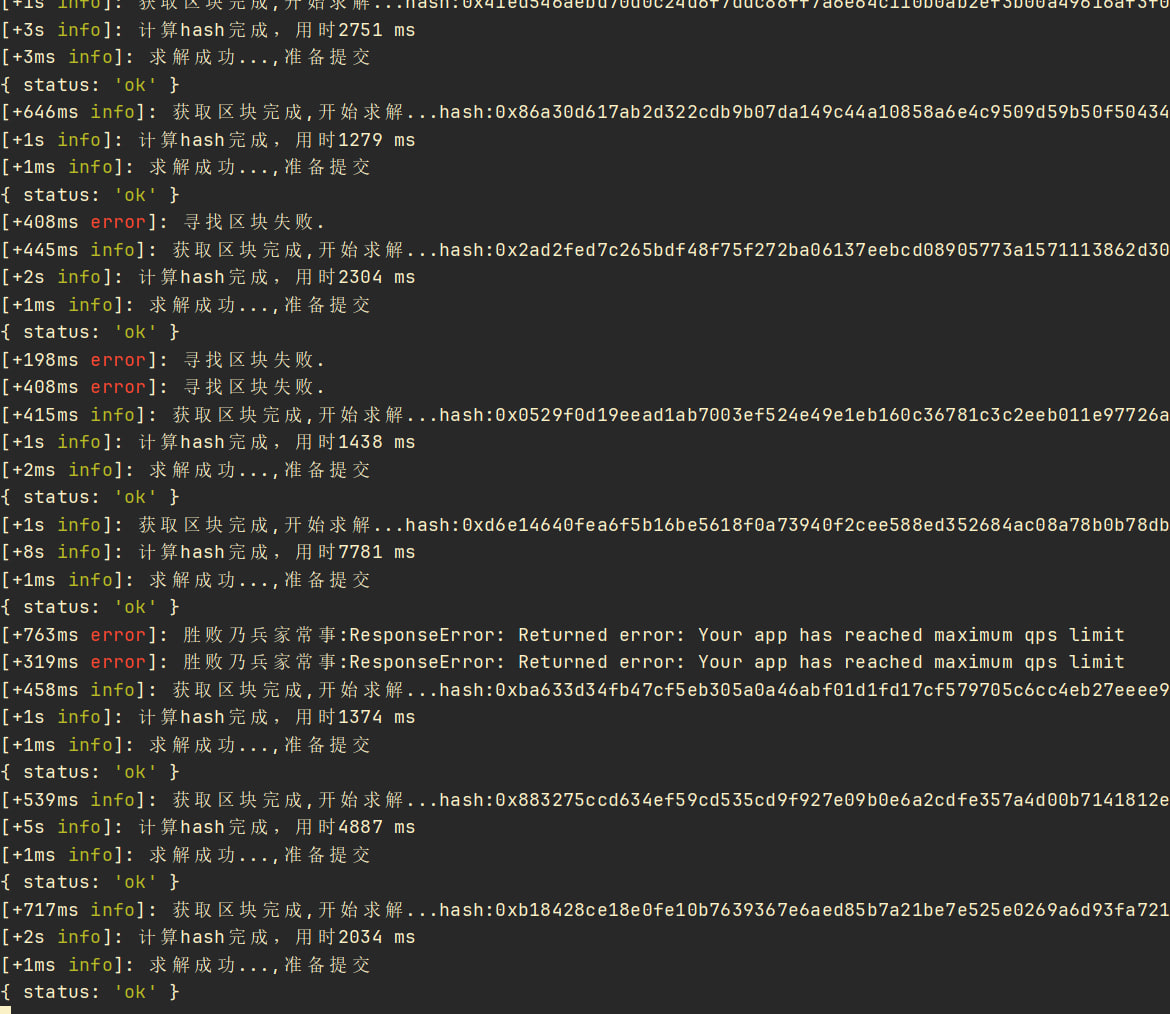 [+1s info]: 获取区块完成,开始求解...hash:
[+3s info]: 计算hash完成，用时2751 ms
[+3ms info]: 求解成功...,准备提交
{ status: 'ok' }
[+646ms info]: 获取区块完成,开始求解...hash:0x86a30d617ab2d322cdb9b07da149c44a10858a6e4c9509d59b50f50434
[+1s info]: 计算hash完成，用时1279 ms
[+1ms info]: 求解成功...,准备提交
{ status: 'ok' }
[+408ms error]: 寻找区块失败.
[+445ms info]: 获取区块完成,开始求解...hash:0x2ad2fed7c265bdf48f75f272ba06137eebcd08905773a1571113862d30
[+2s info]: 计算hash完成，用时2304 ms
[+1ms info]: 求解成功...,准备提交
{ status: 'ok' }
[+198ms error]: 寻找区块失败.
[+408ms error]: 寻找区块失败.
[+415ms info]: 获取区块完成,开始求解...hash:0x0529f0d19eead1ab7003ef524e49e1eb160c36781c3c2eeb011e97726a
[+1s info]: 计算hash完成，用时1438 ms
[+2ms info]: 求解成功...,准备提交
{ status: 'ok' }
[+1s info]: 获取区块完成,开始求解...hash:0xd6e14640fea6f5b16be5618f0a73940f2cee588ed352684ac08a78b0b78db
[+8s info]: 计算hash完成，用时7781 ms
[+1ms info]: 求解成功...,准备提交
{ status: 'ok' }
[+763ms error]: 胜败乃兵家常事:ResponseError: Returned error: Your app has reached maximum qps limit
[+319ms error]: 胜败乃兵家常事:ResponseError: Returned error: Your app has reached maximum qps limit
[+458ms info]: 获取区块完成,开始求解...hash:0xba633d34fb47cf5eb305a0a46abf01d1fd17cf579705c6cc4eb27eeee9
[+1s info]: 计算hash完成，用时1374 ms
[+1ms info]: 求解成功...,准备提交
{ status: 'ok' }
[+539ms info]: 获取区块完成,开始求解...hash:0x883275ccd634ef59cd535cd9f927e09b0e6a2cdfe357a4d00b7141812e
[+5s info]: 计算hash完成，用时4887 ms
[+1ms info]: 求解成功...,准备提交
{ status: 'ok' }
[+717ms info]: 获取区块完成,开始求解...hash:0xb18428ce18e0fe10b7639367e6aed85b7a21be7e525e0269a6d93fa721
[+2s info]: 计算hash完成，用时2034 ms
[+1ms info]: 求解成功...,准备提交
{ status: 'ok' }